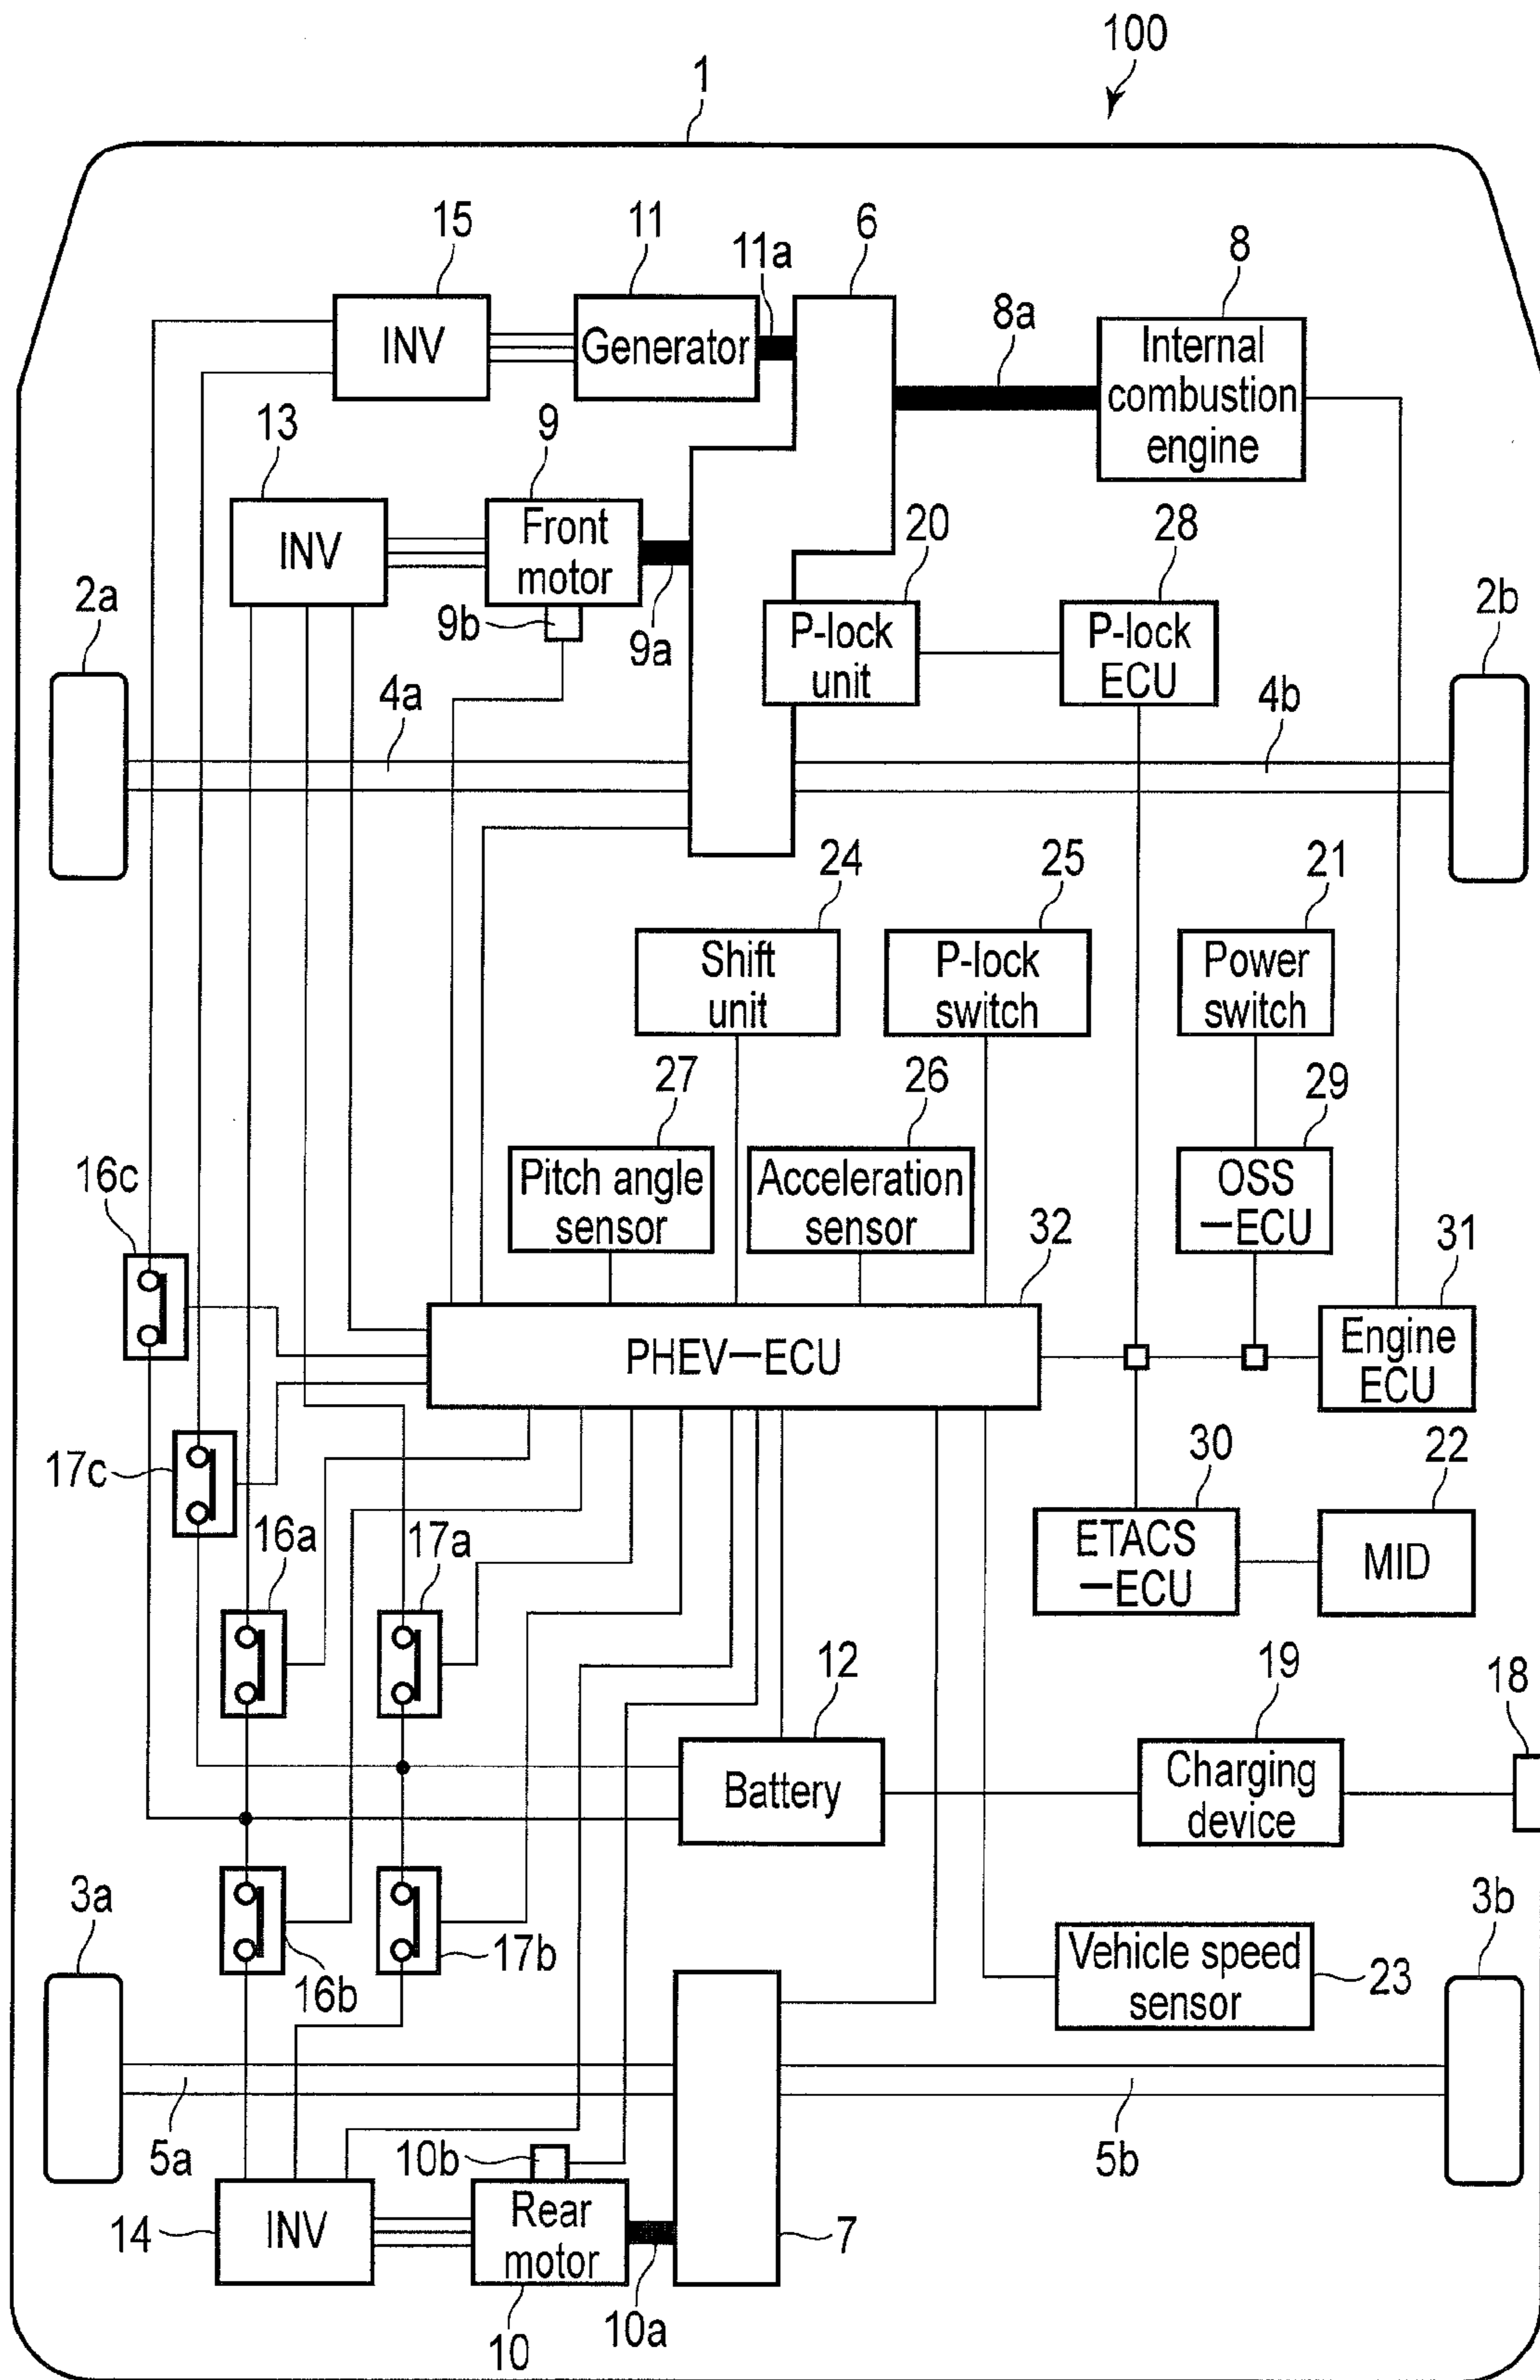 100
1
15
11
11a
6
8
INV
Generator
8a
Internal
combustion
engine
13
9
INV
Front
motor
20
28
2a
9b
9a
P-lock
unit
P-lock
ECU
2b
4a
4b
24
25
21
Shift
unit
P-lock
switch
Power
switch
27
26
29
16c
Pitch angle
sensor
Acceleration
sensor
OSS
-ECU
32
31
PHEV-ECU
Engine
ECU
17c
30
22
16a
17a
ETACS
-ECU
MID
12
19
18
Battery
Charging
device
3a
3b
17b
16b
Vehicle speed
sensor
23
5a
10b
5b
14
INV
Rear
motor
7
10
10a